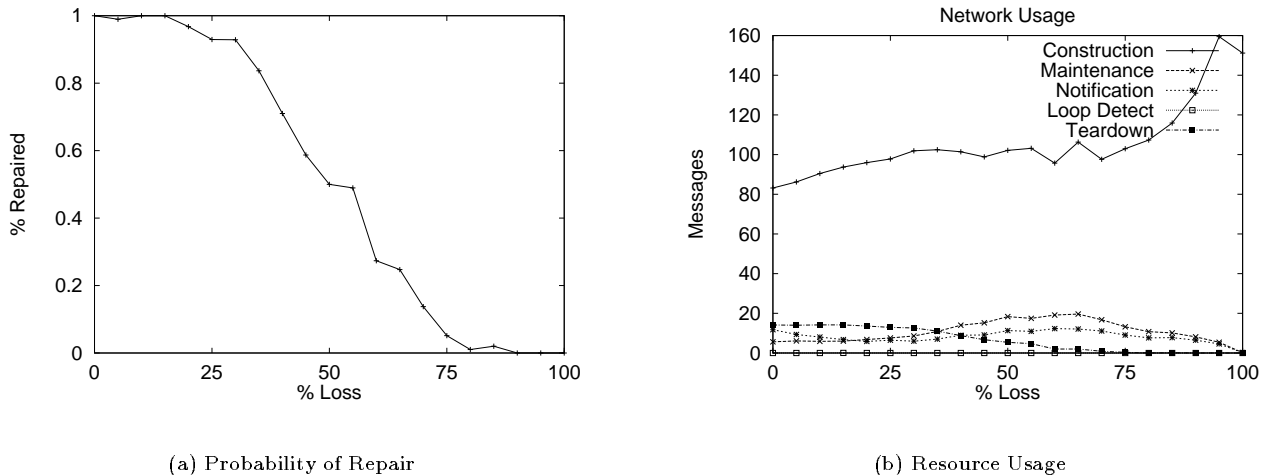 1
0.8
0.6
0.4
0.2
0
% Repaired
0 25 50 75 100
% Loss
(a) Probability of Repair
Network Usage
160
140
120
100
80
60
40
20
0
Messages
Construction
Maintenance
Notification
Loop Detect
Teardown
0 25 50 75 100
% Loss
(b) Resource Usage